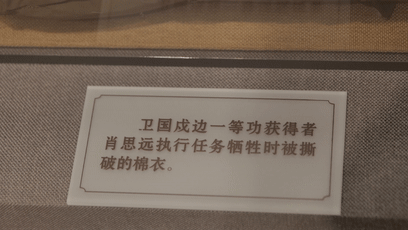 卫国戍边一等功获得者
肖思远执行任务牺牲时被撕
破的棉衣。